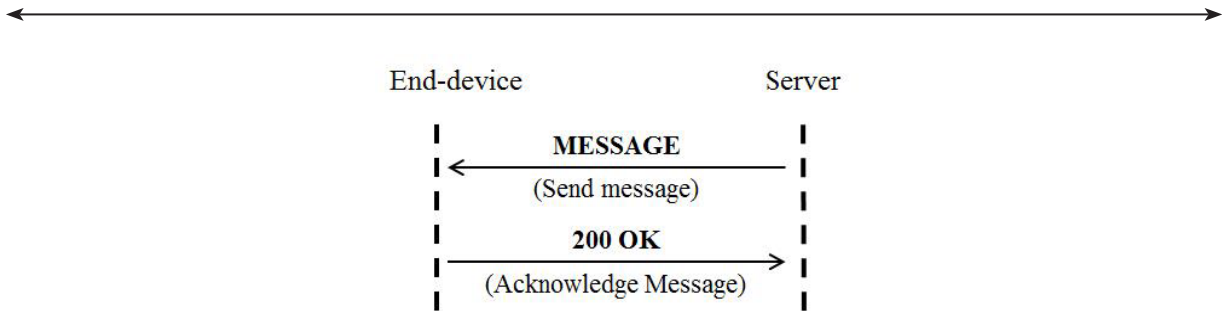 End-device Server
MESSAGE
(Send message)
200 OK
(Acknowledge Message)